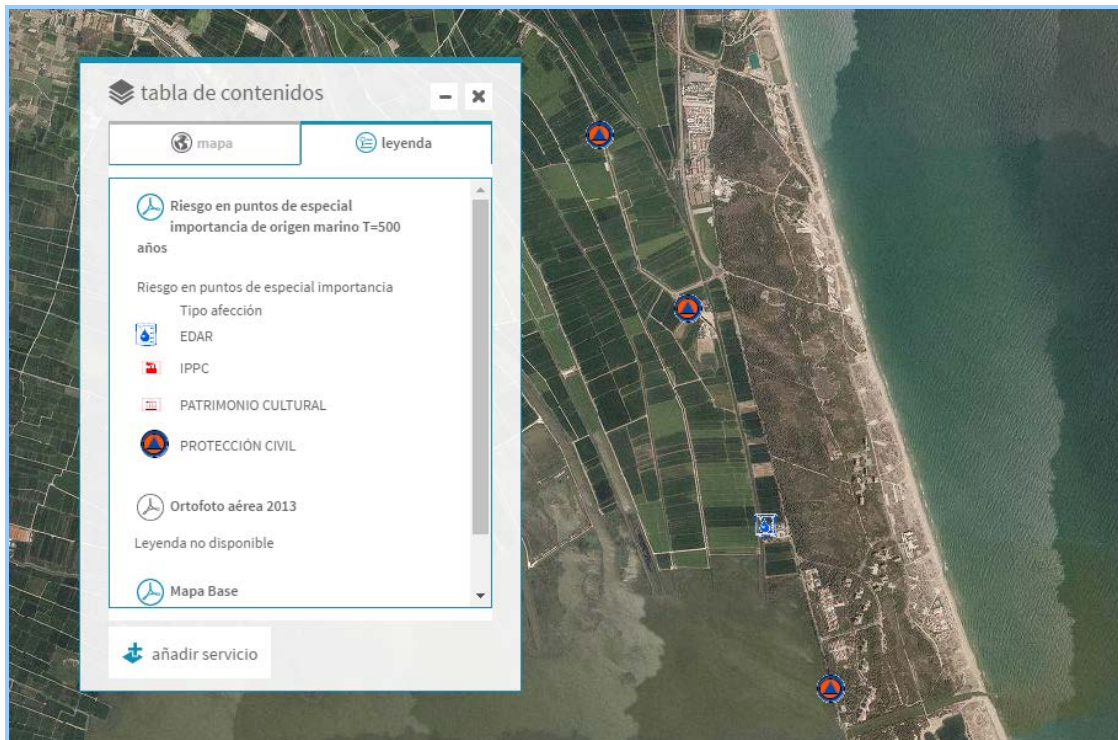 tabla de contenidos
mapa
leyenda
Riesgo en puntos de especial
importancia de origen marino T=500
años
Riesgo en puntos de especial importancia
Tipo afección
EDAR
IPPC
PATRIMONIO CULTURAL
PROTECCIÓN CIVIL
Ortofoto aérea 2013
Leyenda no disponible
Mapa Base
añadir servicio